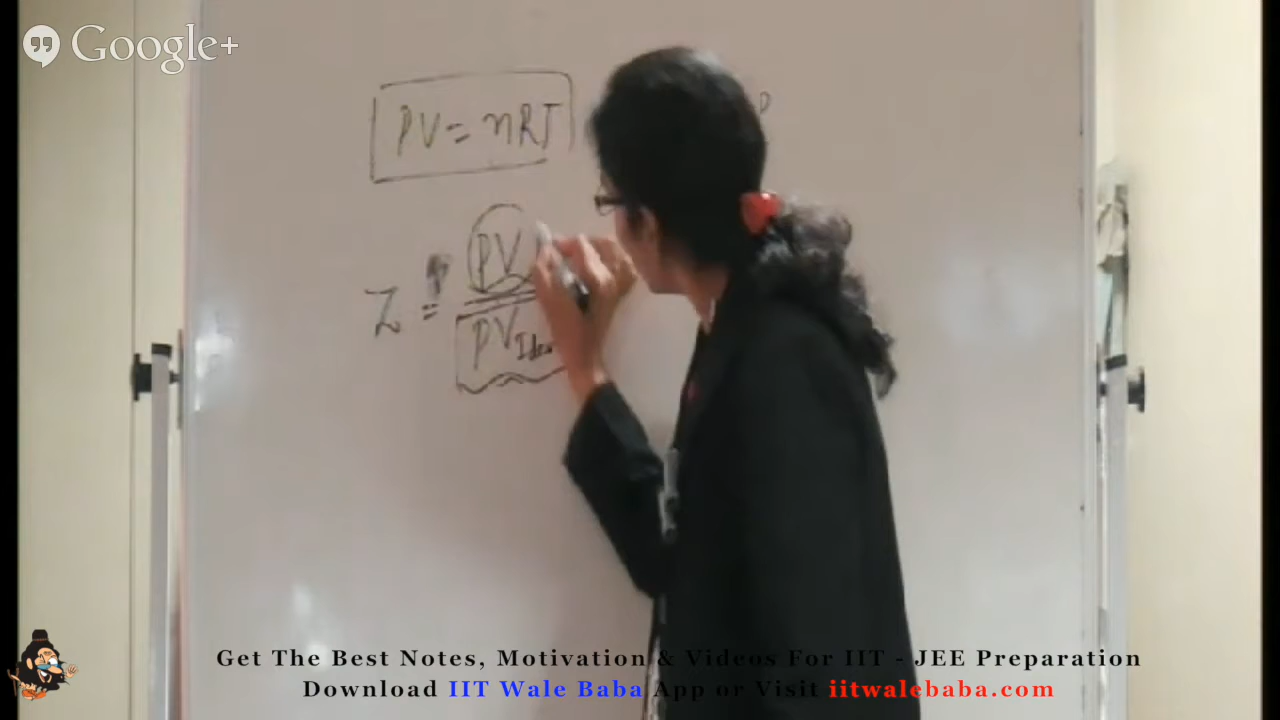 Google+
PV = nRT
P
Z = PV
PV Ide
Get The Best Notes, Motivation & Videos For IIT - JEE Preparation
Download IIT Wale Baba App or Visit iitwalebaba.com